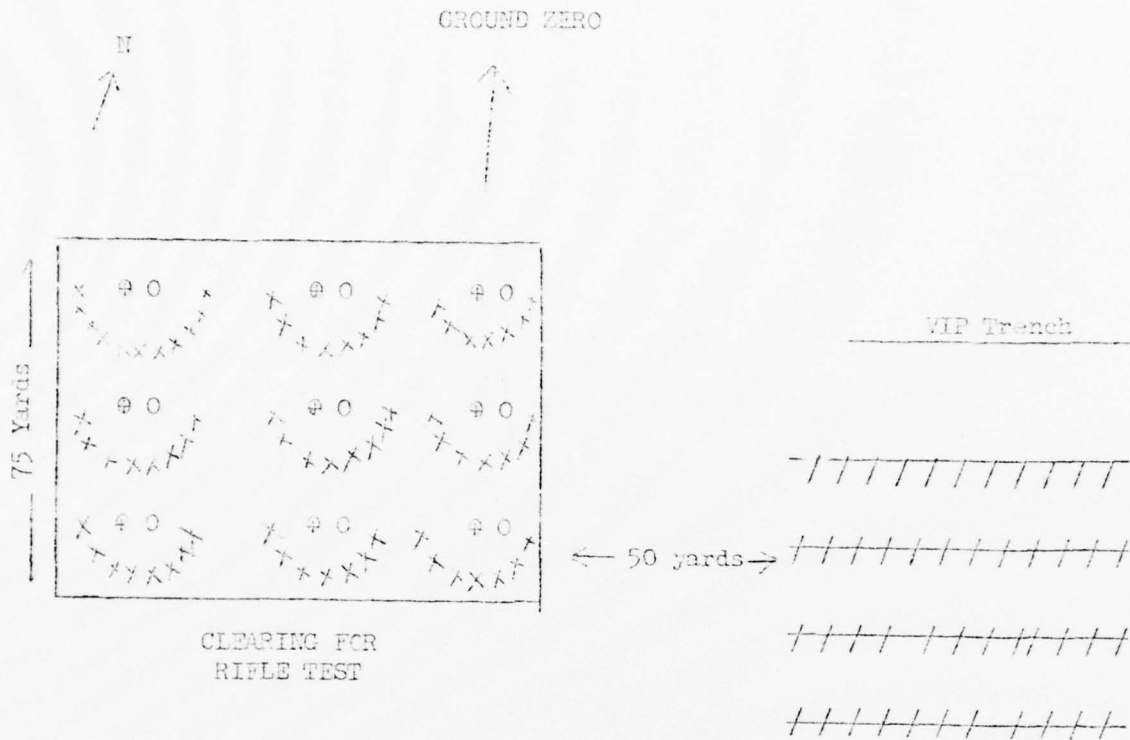 GROUND ZERO
N
75 Yards
VIP Trench
50 yards
CLEARING FOR
RIFLE TEST